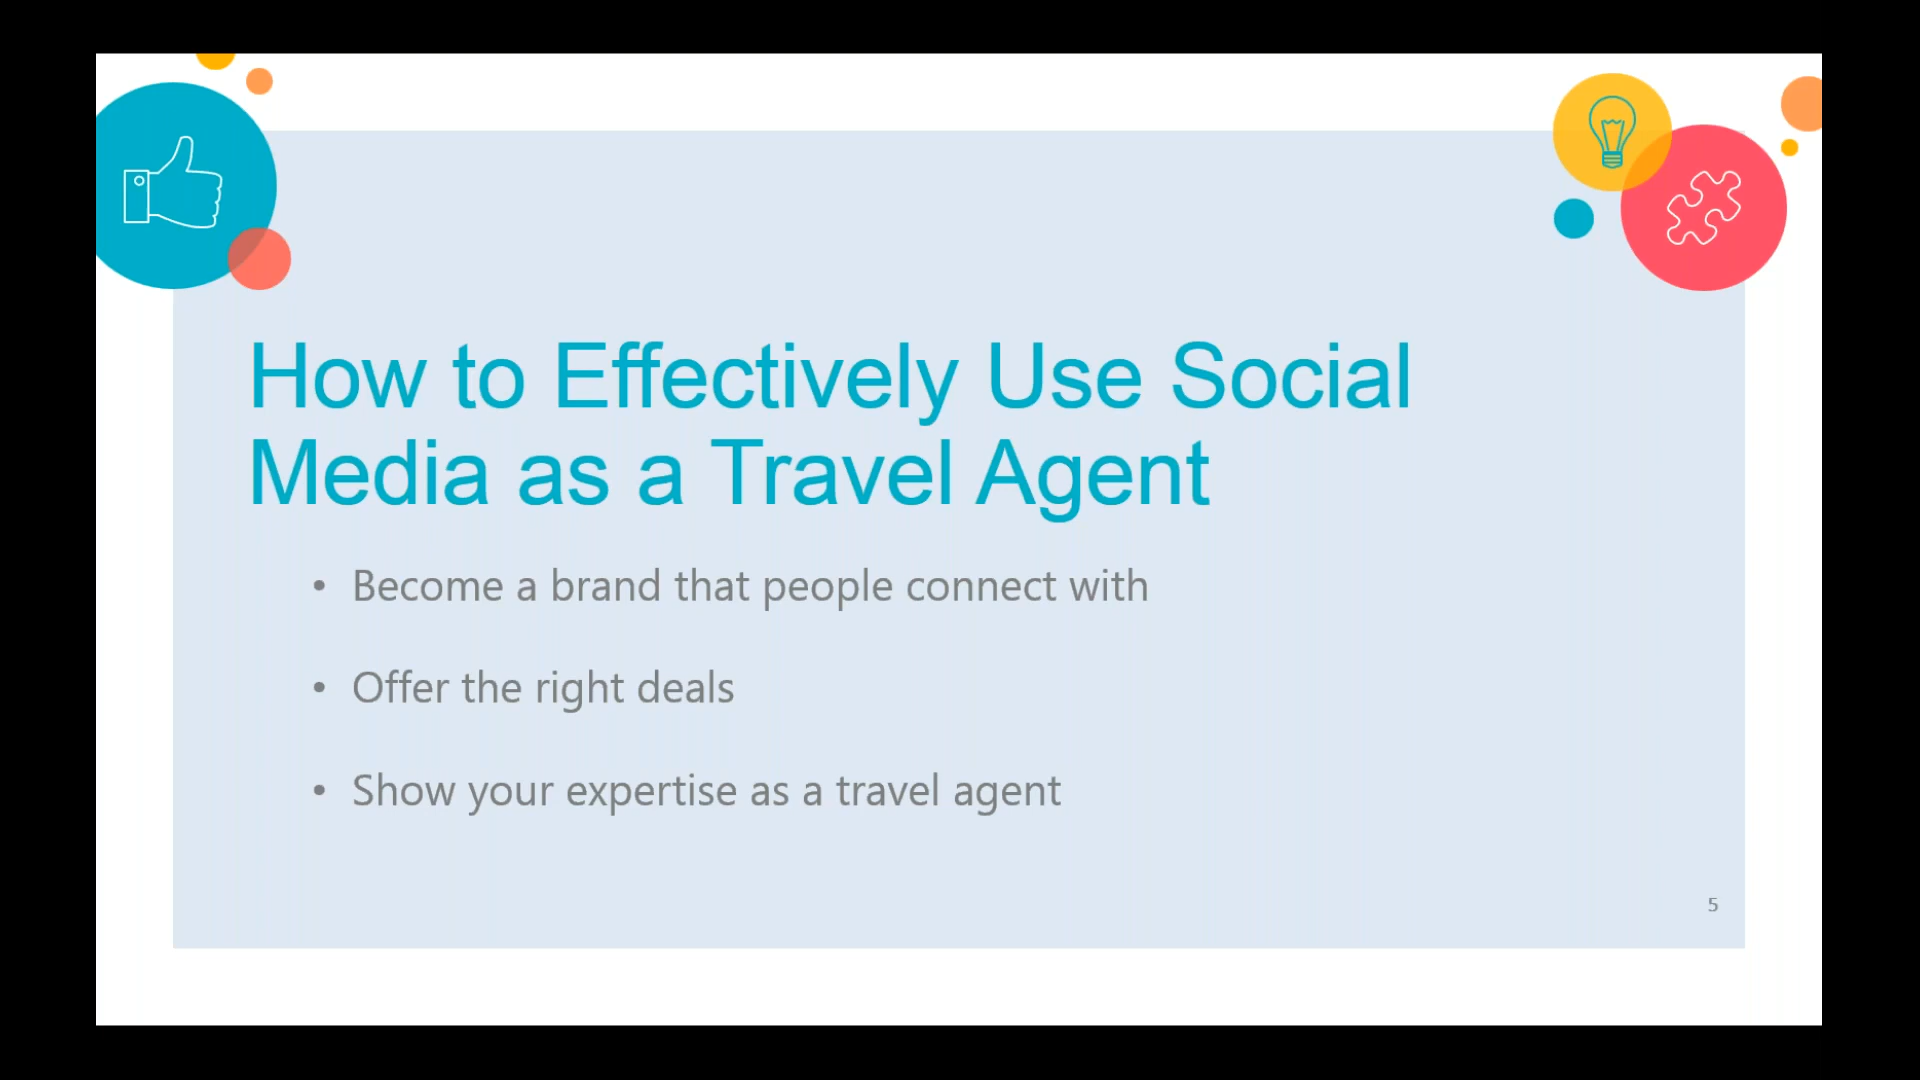 How to Effectively Use Social
Media as a Travel Agent
• Become a brand that people connect with
• Offer the right deals
• Show your expertise as a travel agent
5